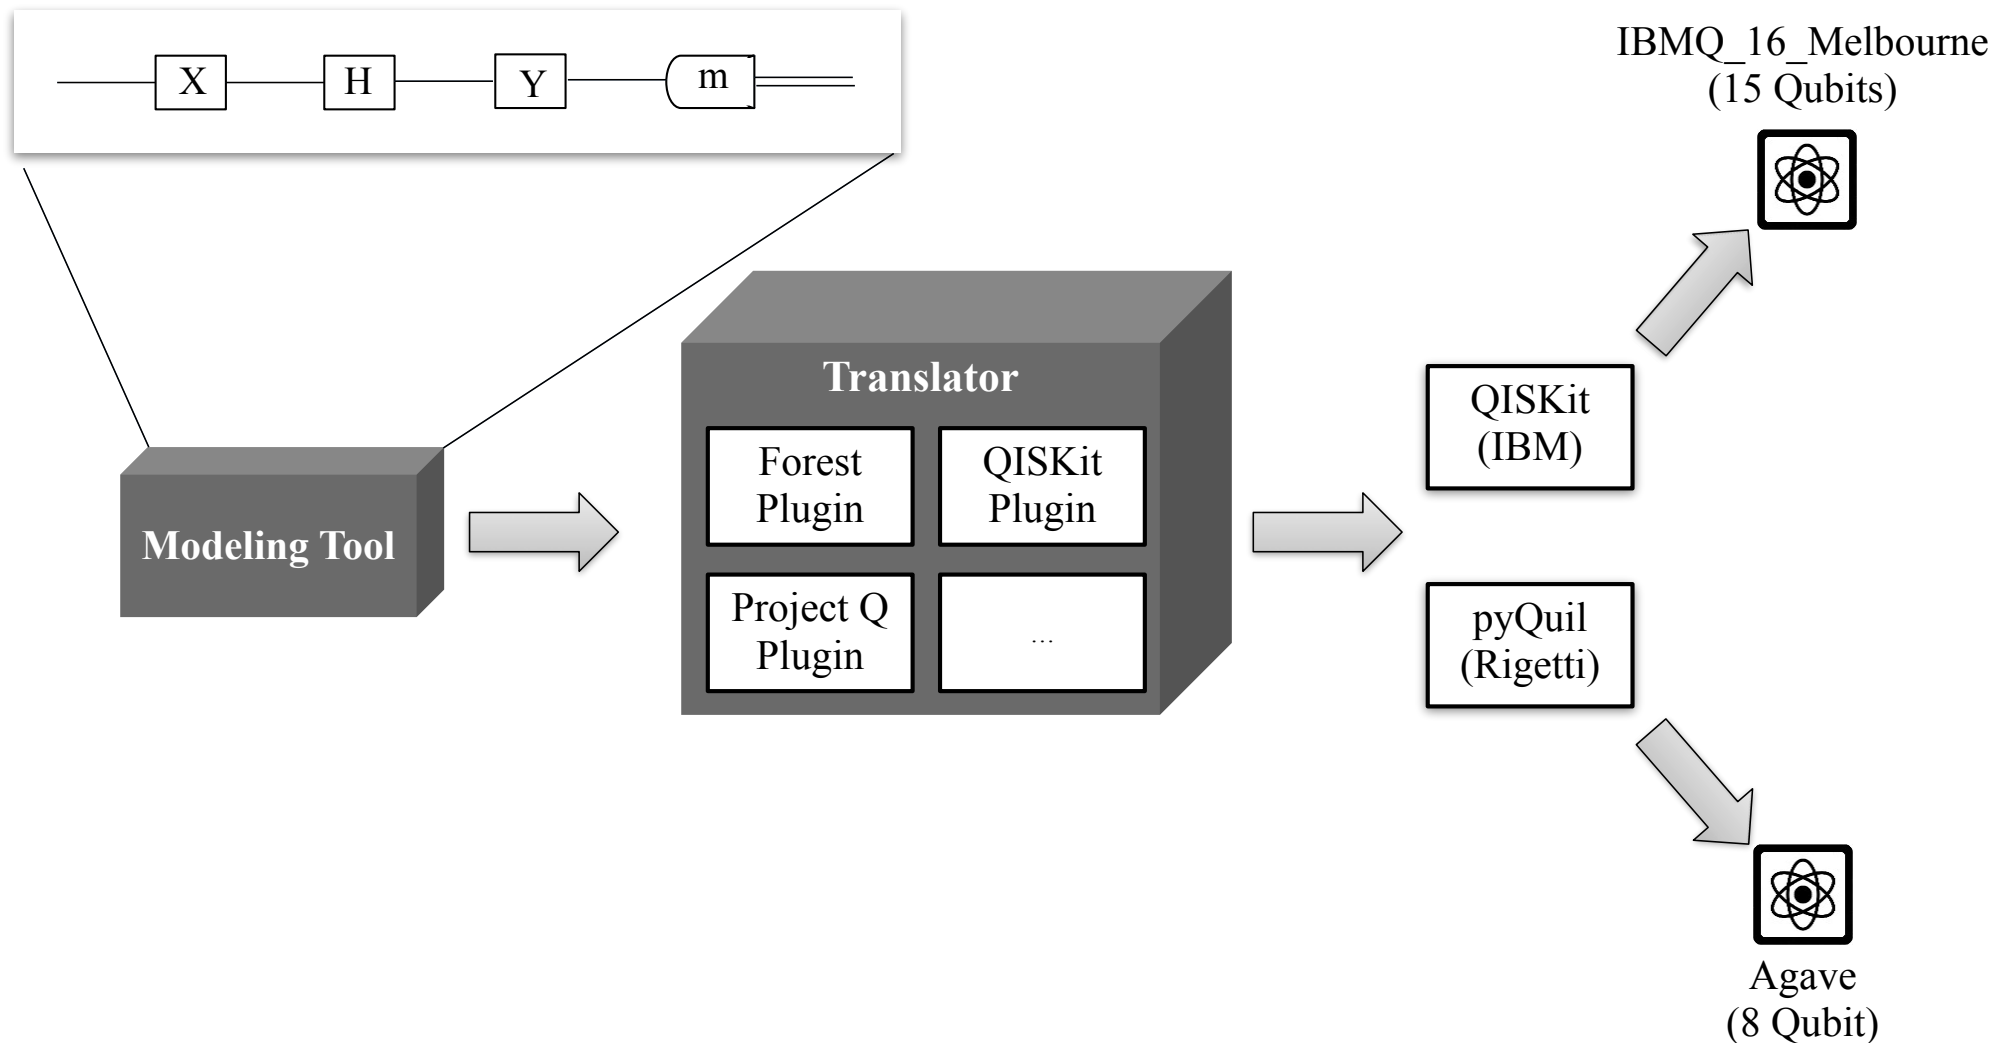 X H Y m
IBMQ_16_Melbourne
(15 Qubits)
Translator
Forest
Plugin
QISKit
Plugin
Project Q
Plugin
...
Modeling Tool
QISKit
(IBM)
pyQuil
(Rigetti)
Agave
(8 Qubit)